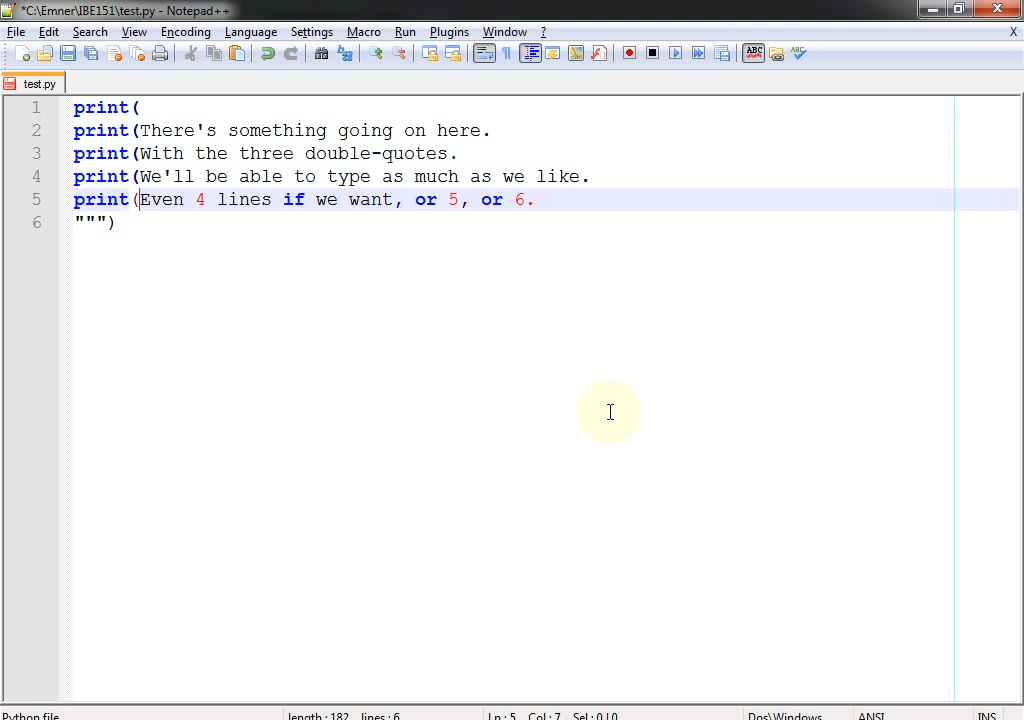 *C:\Emner\IBE151\test.py - Notepad++
File Edit Search View Encoding Language Settings Macro Run Plugins Window ? X
ABC ABC
test.py
1 print(
2 print(There's something going on here.
3 print(With the three double-quotes.
4 print(We'll be able to type as much as we like.
5 print(Even 4 lines if we want, or 5, or 6.
6 """)
Python file length : 182 lines : 6 Ln : 5 Col : 7 Sel : 0 | 0 Dos\Windows ANSI INS